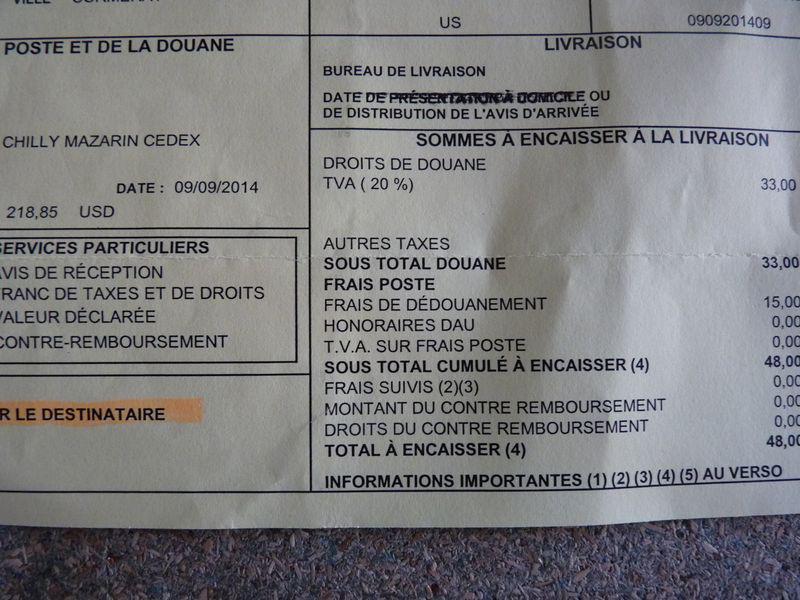 VILLE
US
0909201409
POSTE ET DE LA DOUANE
CHILLY MAZARIN CEDEX
DATE : 09/09/2014
218,85 USD
SERVICES PARTICULIERS
AVIS DE RÉCEPTION
FRANC DE TAXES ET DE DROITS
VALEUR DÉCLARÉE
CONTRE-REMBOURSEMENT
R LE DESTINATAIRE
LIVRAISON
BUREAU DE LIVRAISON
DATE DE PRÉSENTATION À DOMICILE OU
DE DISTRIBUTION DE L'AVIS D'ARRIVÉE
SOMMES À ENCAISSER À LA LIVRAISON
DROITS DE DOUANE
TVA ( 20 %) 33,00
AUTRES TAXES
SOUS TOTAL DOUANE 33,00
FRAIS POSTE
FRAIS DE DÉDOUANEMENT 15,00
HONORAIRES DAU 0,00
T.V.A. SUR FRAIS POSTE 0,00
SOUS TOTAL CUMULÉ À ENCAISSER (4) 48,00
FRAIS SUIVIS (2)(3) 0,00
MONTANT DU CONTRE REMBOURSEMENT 0,00
DROITS DU CONTRE REMBOURSEMENT 0,00
TOTAL À ENCAISSER (4) 48,00
INFORMATIONS IMPORTANTES (1) (2) (3) (4) (5) AU VERSO